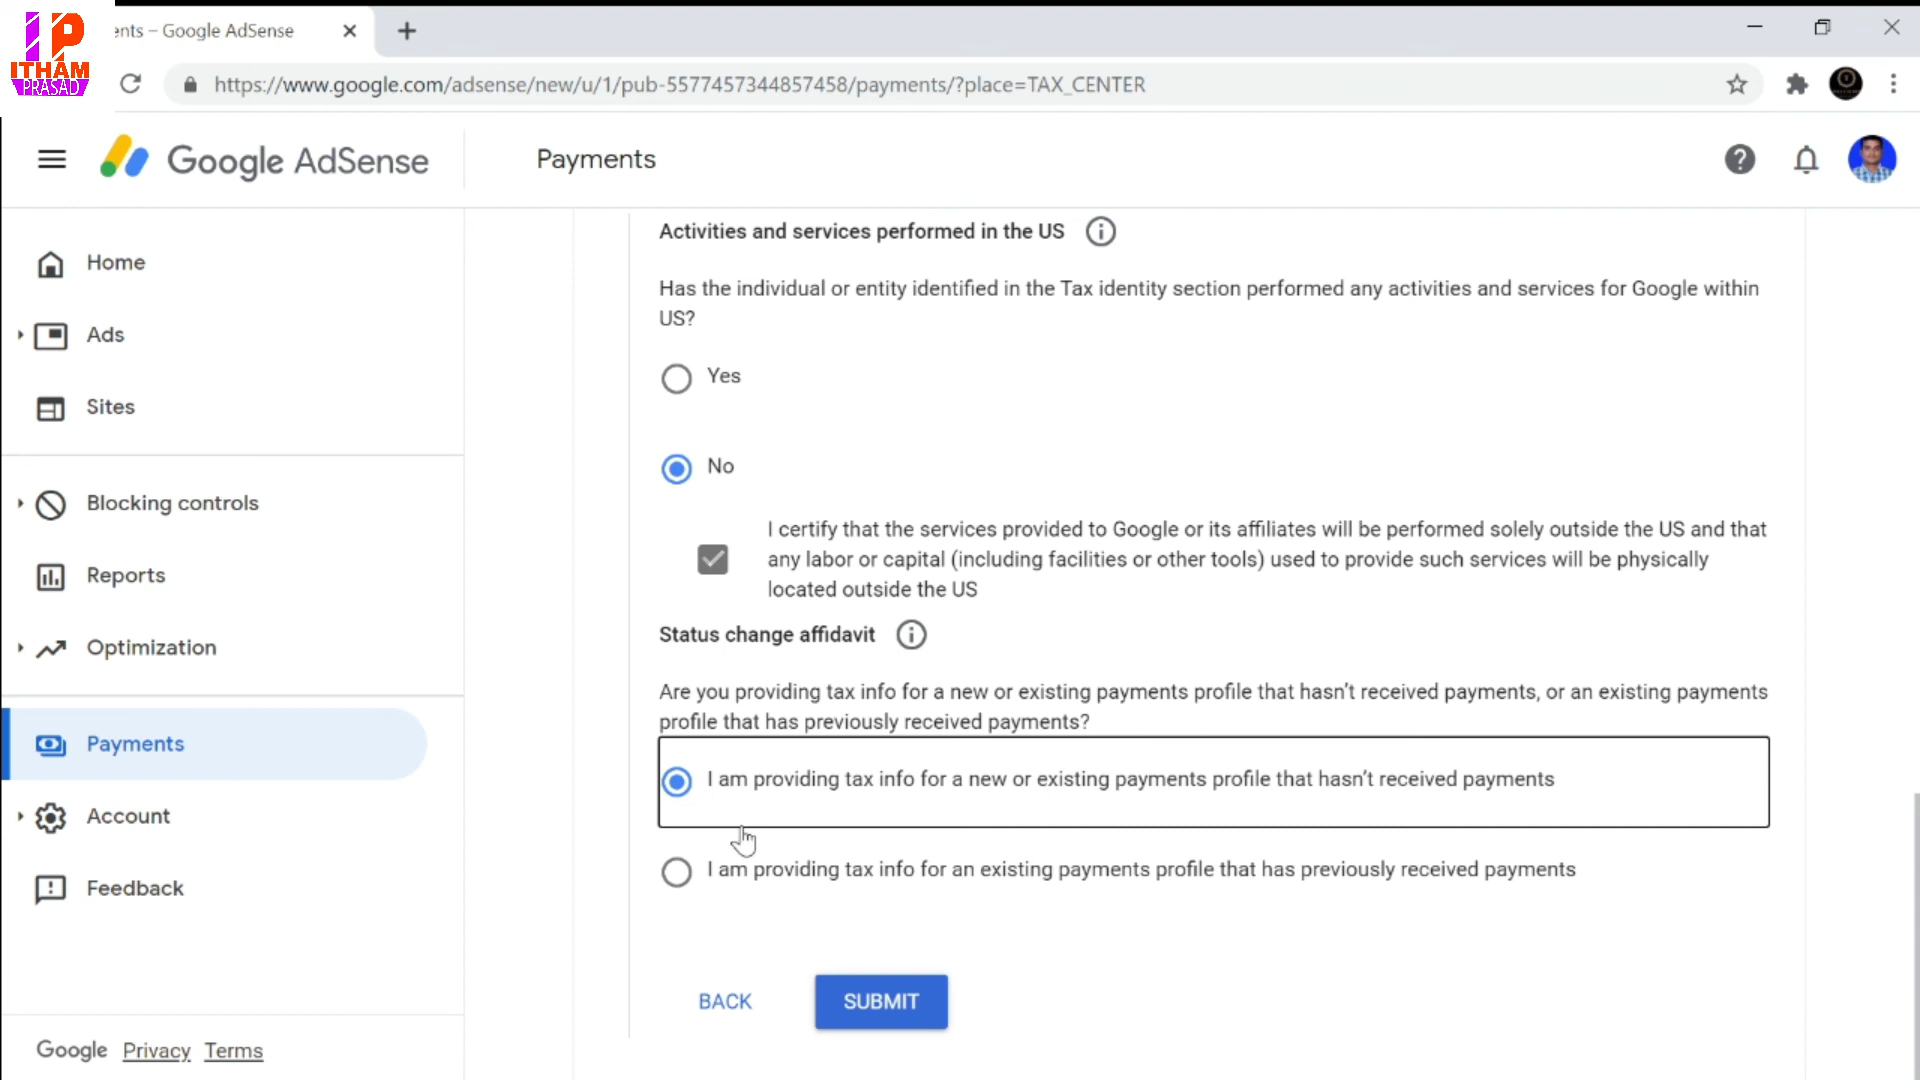 IP
ITHAM
PRASAD
ents – Google AdSense
https://www.google.com/adsense/new/u/1/pub-5577457344857458/payments/?place=TAX_CENTER
Google AdSense
Payments
Home
Ads
Sites
Blocking controls
Reports
Optimization
Payments
Account
Feedback
Google Privacy Terms
Activities and services performed in the US
Has the individual or entity identified in the Tax identity section performed any activities and services for Google within
US?
Yes
No
I certify that the services provided to Google or its affiliates will be performed solely outside the US and that
any labor or capital (including facilities or other tools) used to provide such services will be physically
located outside the US
Status change affidavit
Are you providing tax info for a new or existing payments profile that hasn't received payments, or an existing payments
profile that has previously received payments?
I am providing tax info for a new or existing payments profile that hasn't received payments
I am providing tax info for an existing payments profile that has previously received payments
BACK
SUBMIT